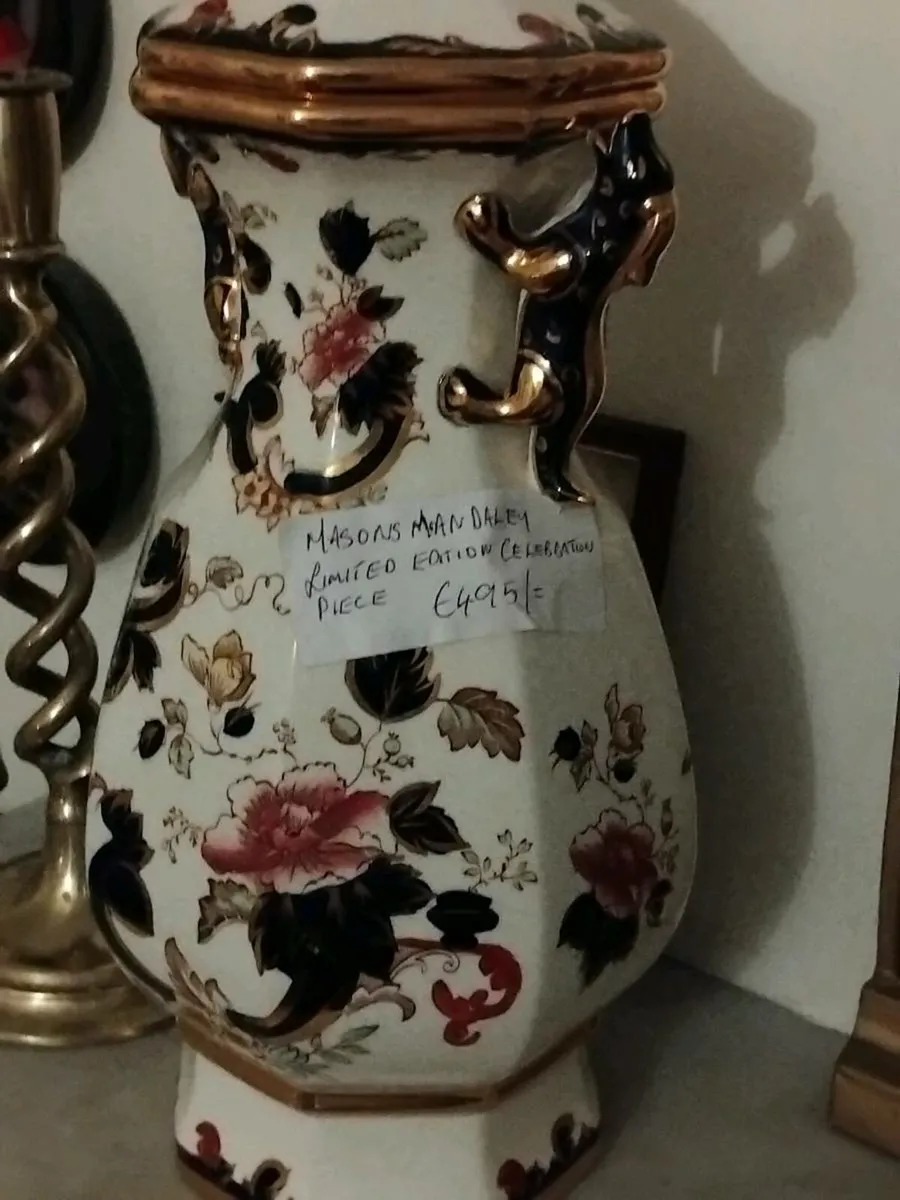 MASONS MANDALEY
LIMITED EDITION CELEBRATION
PIECE €495/=